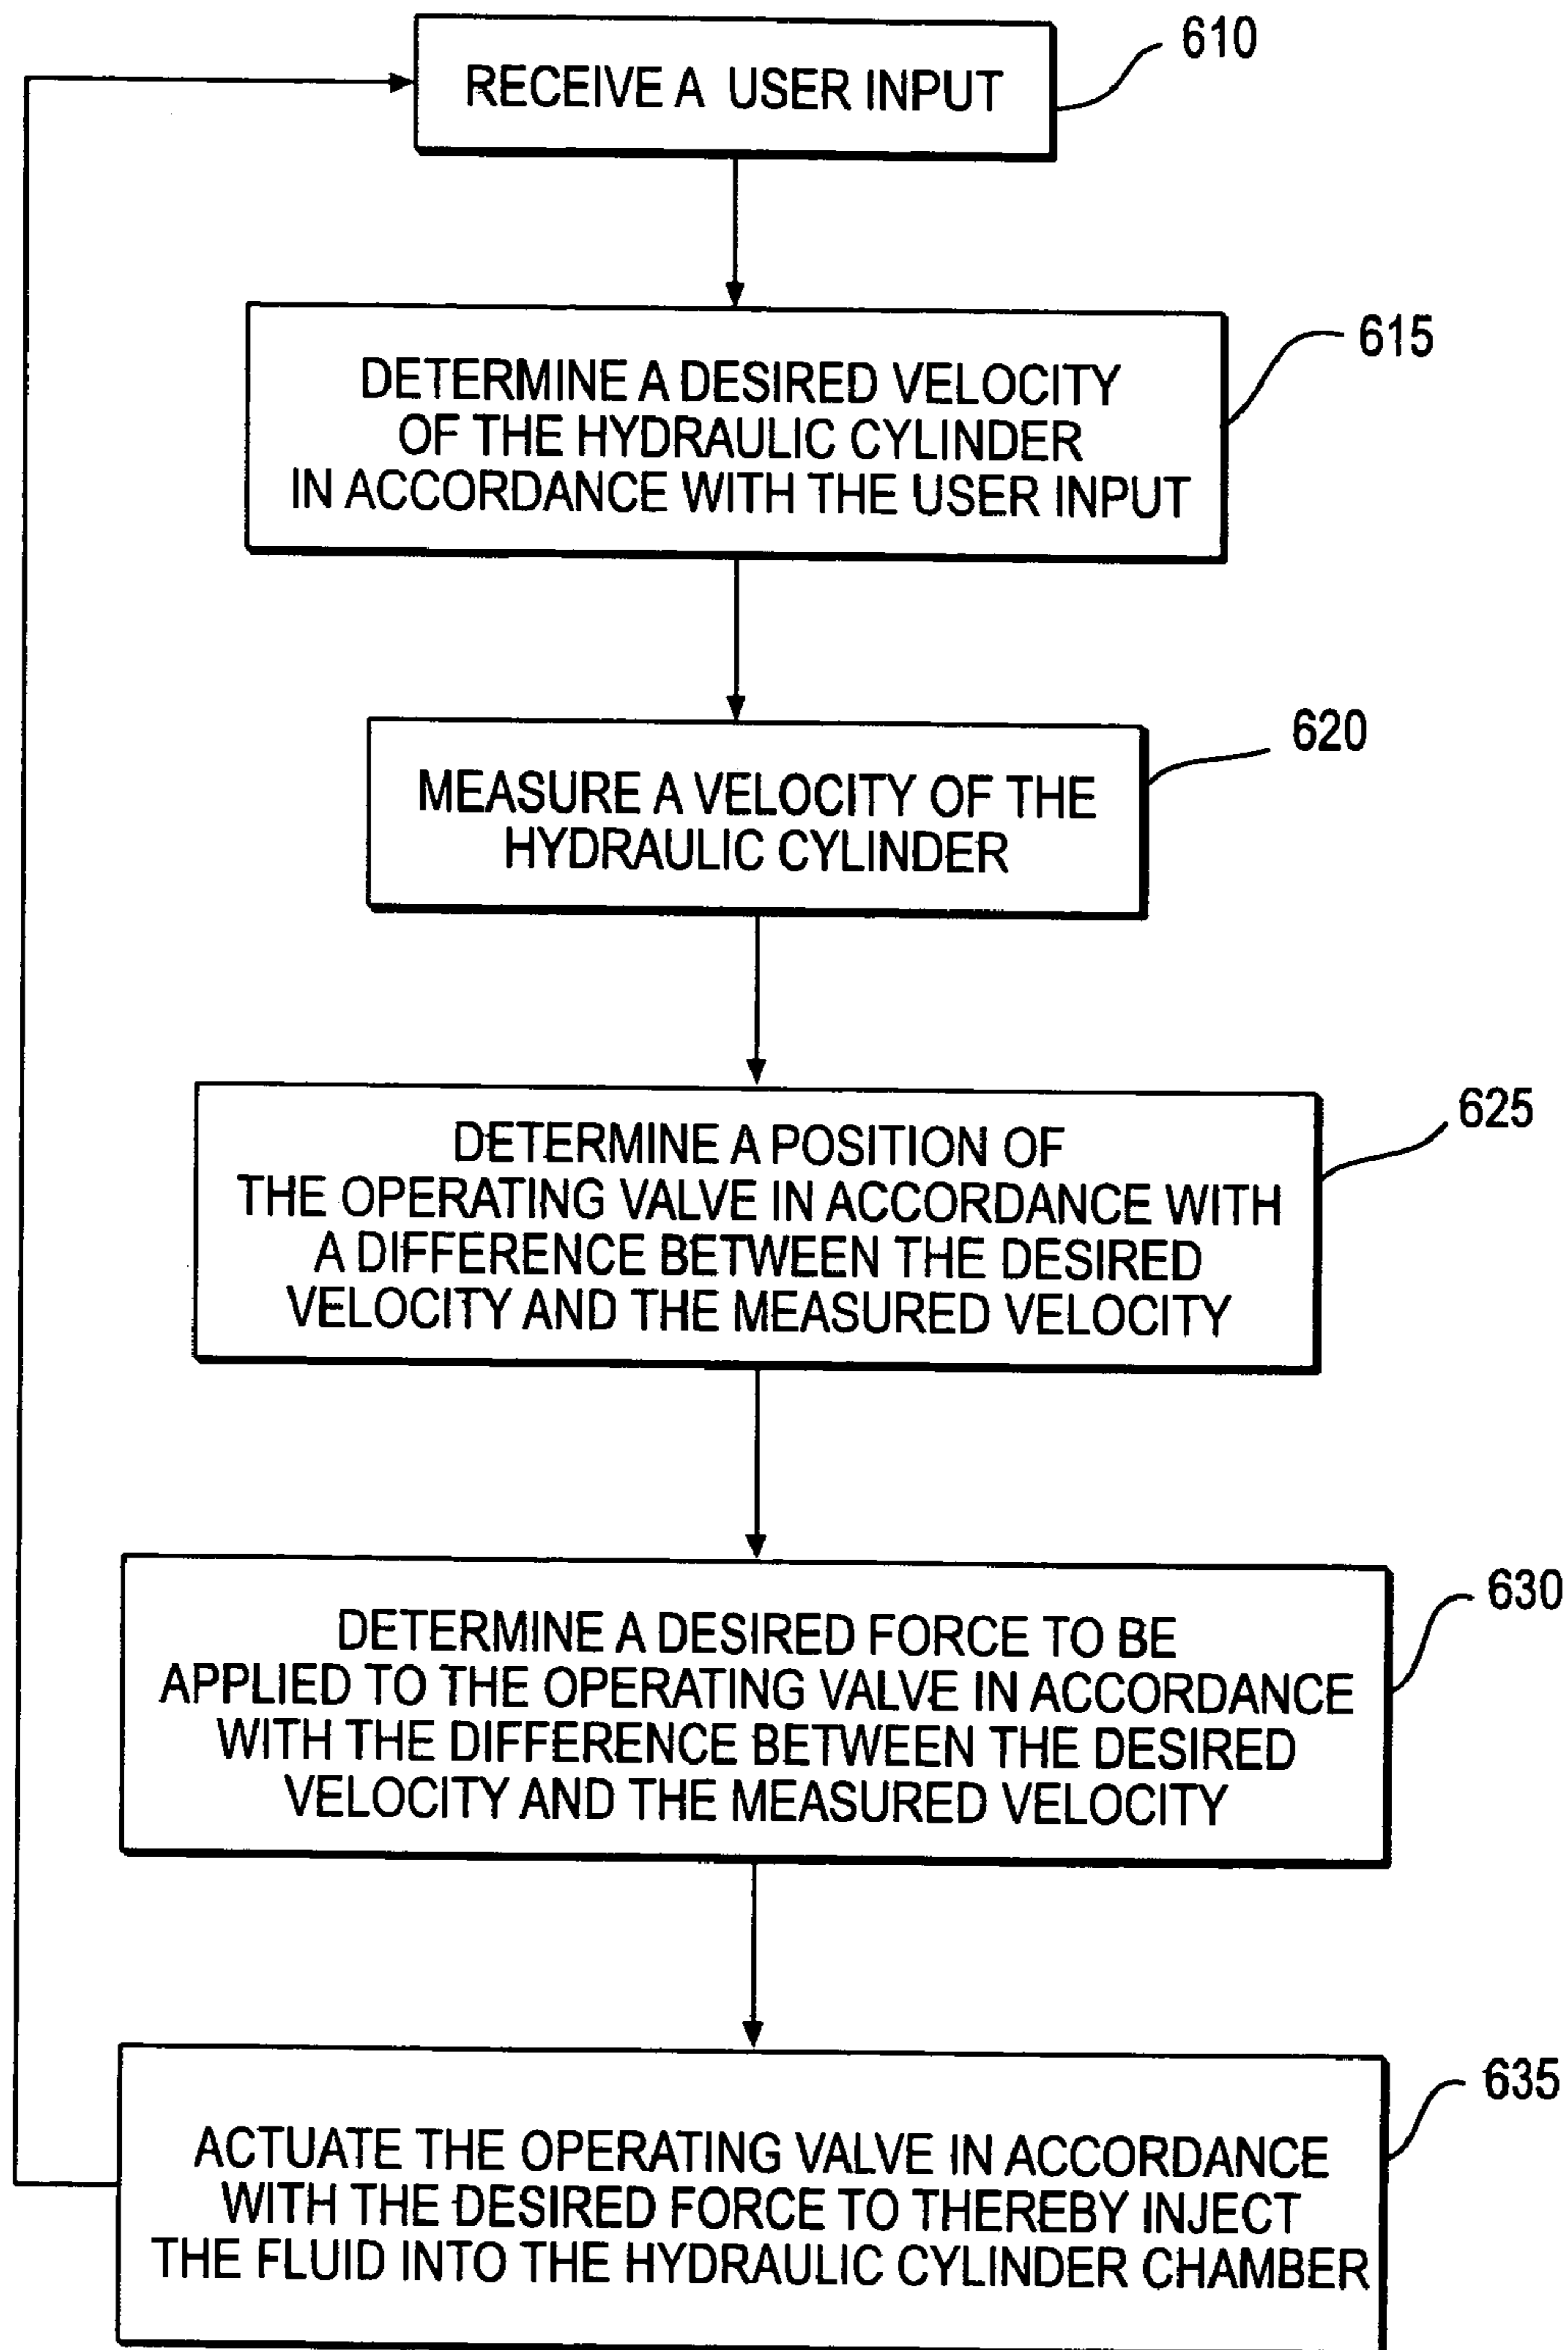 610
RECEIVE A USER INPUT
615
DETERMINE A DESIRED VELOCITY
OF THE HYDRAULIC CYLINDER
IN ACCORDANCE WITH THE USER INPUT
620
MEASURE A VELOCITY OF THE
HYDRAULIC CYLINDER
625
DETERMINE A POSITION OF
THE OPERATING VALVE IN ACCORDANCE WITH
A DIFFERENCE BETWEEN THE DESIRED
VELOCITY AND THE MEASURED VELOCITY
630
DETERMINE A DESIRED FORCE TO BE
APPLIED TO THE OPERATING VALVE IN ACCORDANCE
WITH THE DIFFERENCE BETWEEN THE DESIRED
VELOCITY AND THE MEASURED VELOCITY
635
ACTUATE THE OPERATING VALVE IN ACCORDANCE
WITH THE DESIRED FORCE TO THEREBY INJECT
THE FLUID INTO THE HYDRAULIC CYLINDER CHAMBER